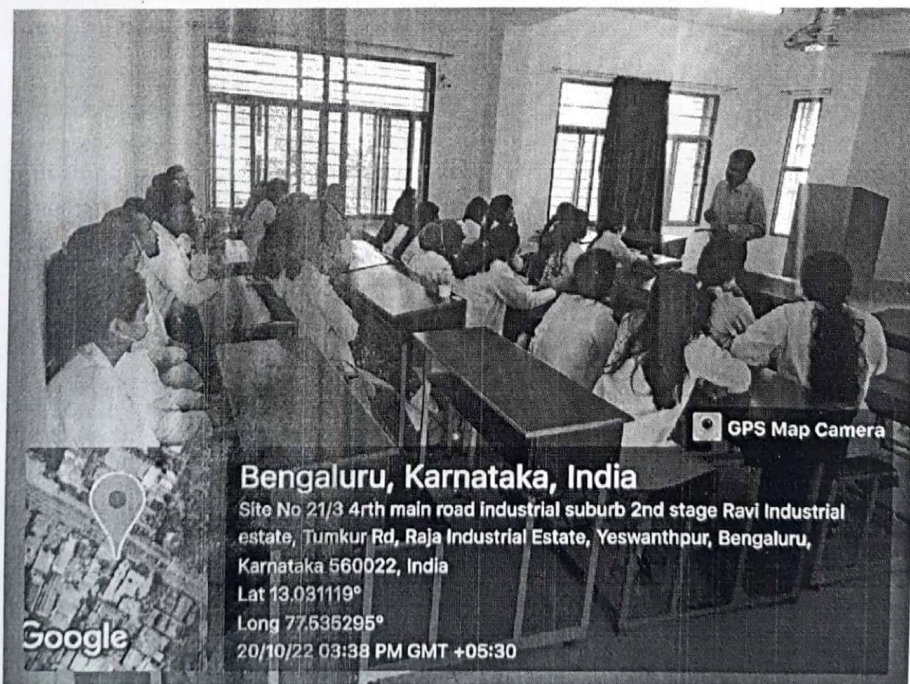 GPS Map Camera
Bengaluru, Karnataka, India
Site No 21/3 4rth main road industrial suburb 2nd stage Ravi Industrial
estate, Tumkur Rd, Raja Industrial Estate, Yeswanthpur, Bengaluru,
Karnataka 560022, India
Lat 13.031119°
Long 77.535295°
20/10/22 03:38 PM GMT +05:30
Google